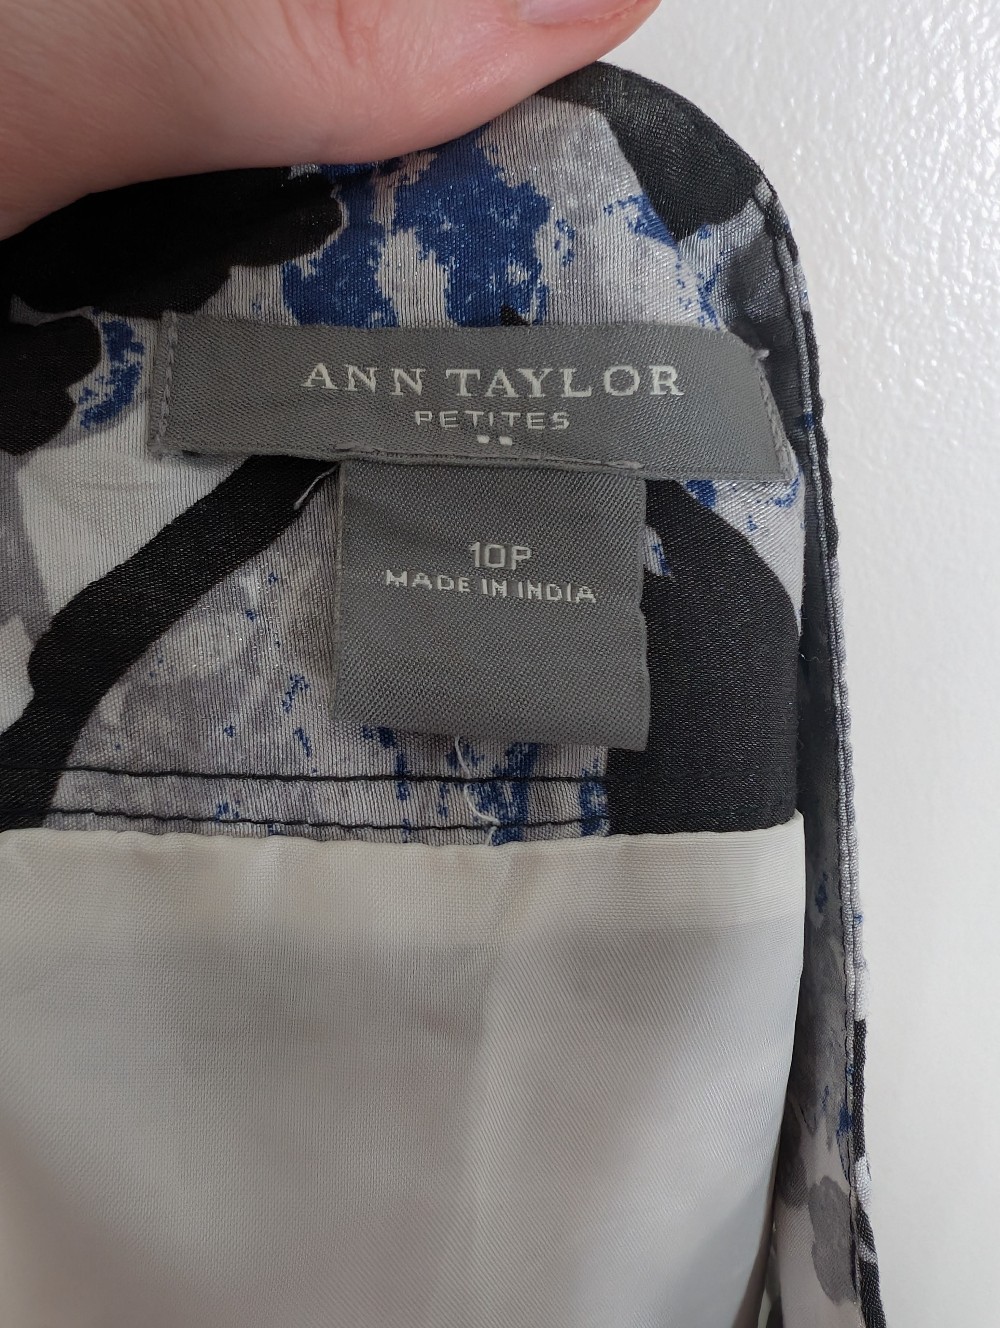 ANN TAYLOR
PETITES
10P
MADE IN INDIA